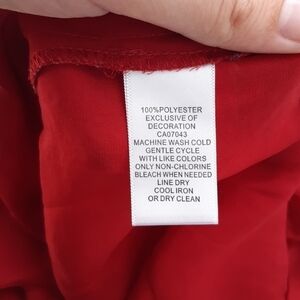 100%POLYESTER
EXCLUSIVE OF
DECORATION
CA07043
MACHINE WASH COLD
GENTLE CYCLE
WITH LIKE COLORS
ONLY NON-CHLORINE
BLEACH WHEN NEEDED
LINE DRY
COOL IRON
OR DRY CLEAN